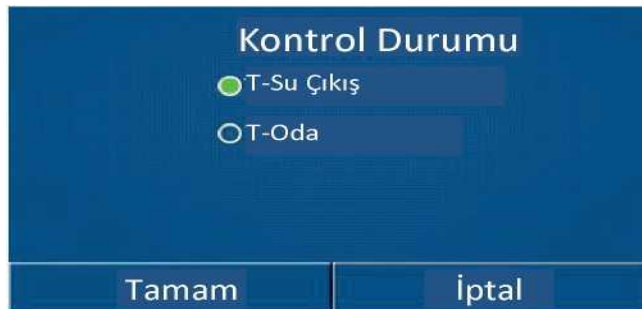 Kontrol Durumu
T-Su Çıkış
T-Oda
Tamam
İptal